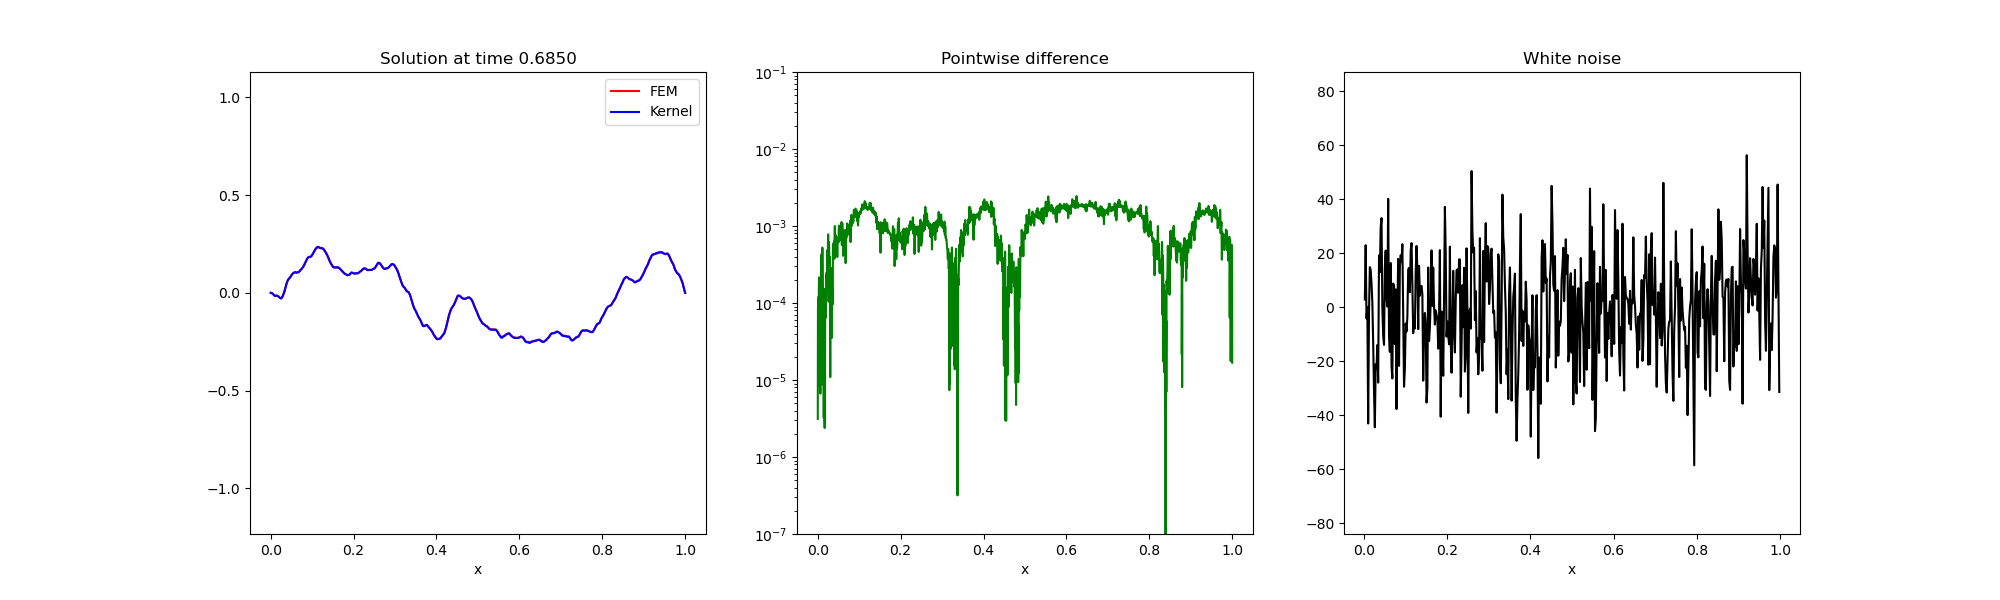 Solution at time 0.6850
1.0
0.5
0.0
−0.5
−1.0
0.0 0.2 0.4 0.6 0.8 1.0
x
FEM
Kernel
Pointwise difference
10⁻¹
10⁻²
10⁻³
10⁻⁴
10⁻⁵
10⁻⁶
10⁻⁷
0.0 0.2 0.4 0.6 0.8 1.0
x
White noise
80
60
40
20
0
−20
−40
−60
−80
0.0 0.2 0.4 0.6 0.8 1.0
x